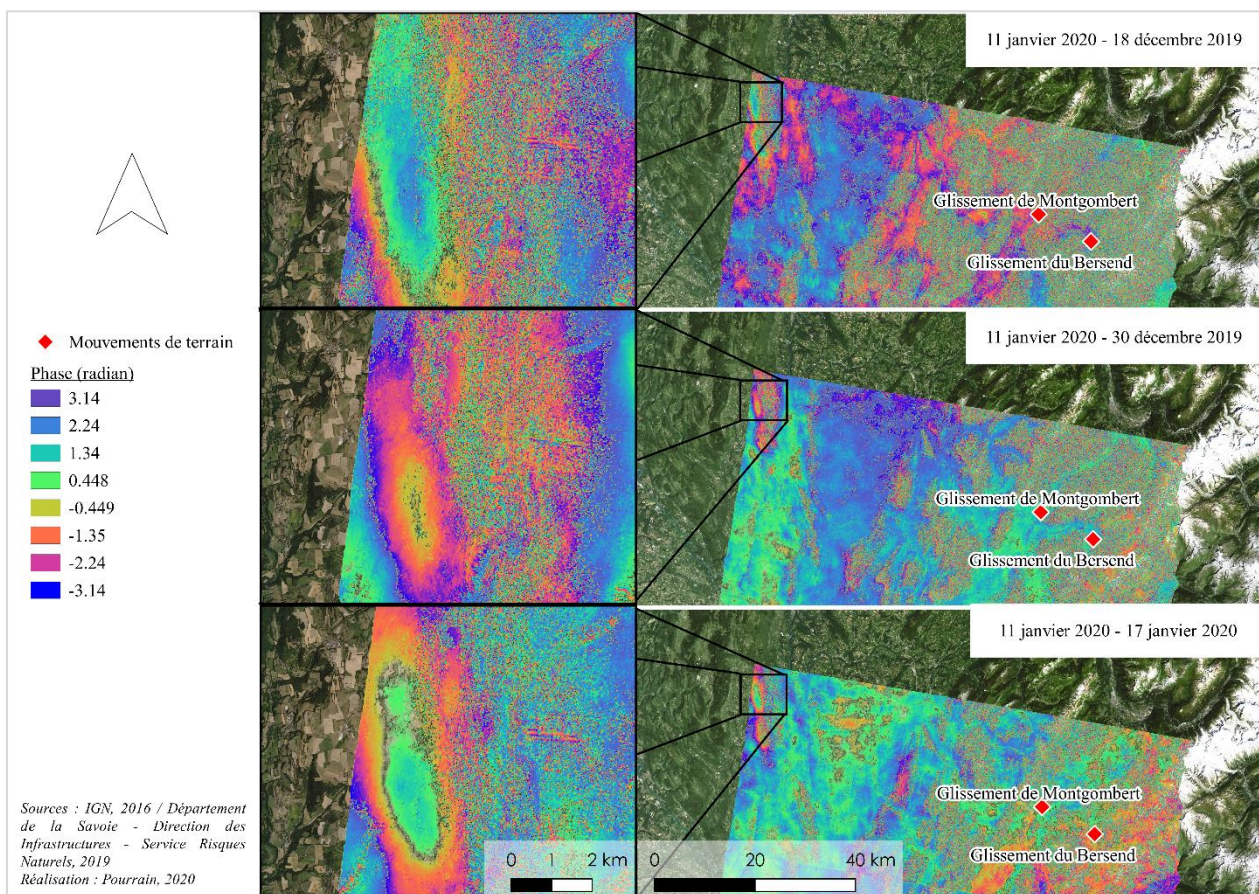 11 janvier 2020 - 18 décembre 2019
Glissement de Montgombert
Glissement du Bersend
11 janvier 2020 - 30 décembre 2019
Glissement de Montgombert
Glissement du Bersend
11 janvier 2020 - 17 janvier 2020
Glissement de Montgombert
Glissement du Bersend
Mouvements de terrain
Phase (radian)
3.14
2.24
1.34
0.448
-0.449
-1.35
-2.24
-3.14
Sources : IGN, 2016 / Département
de la Savoie - Direction des
Infrastructures - Service Risques
Naturels, 2019
Réalisation : Pourrain, 2020
0 1 2 km
0 20 40 km